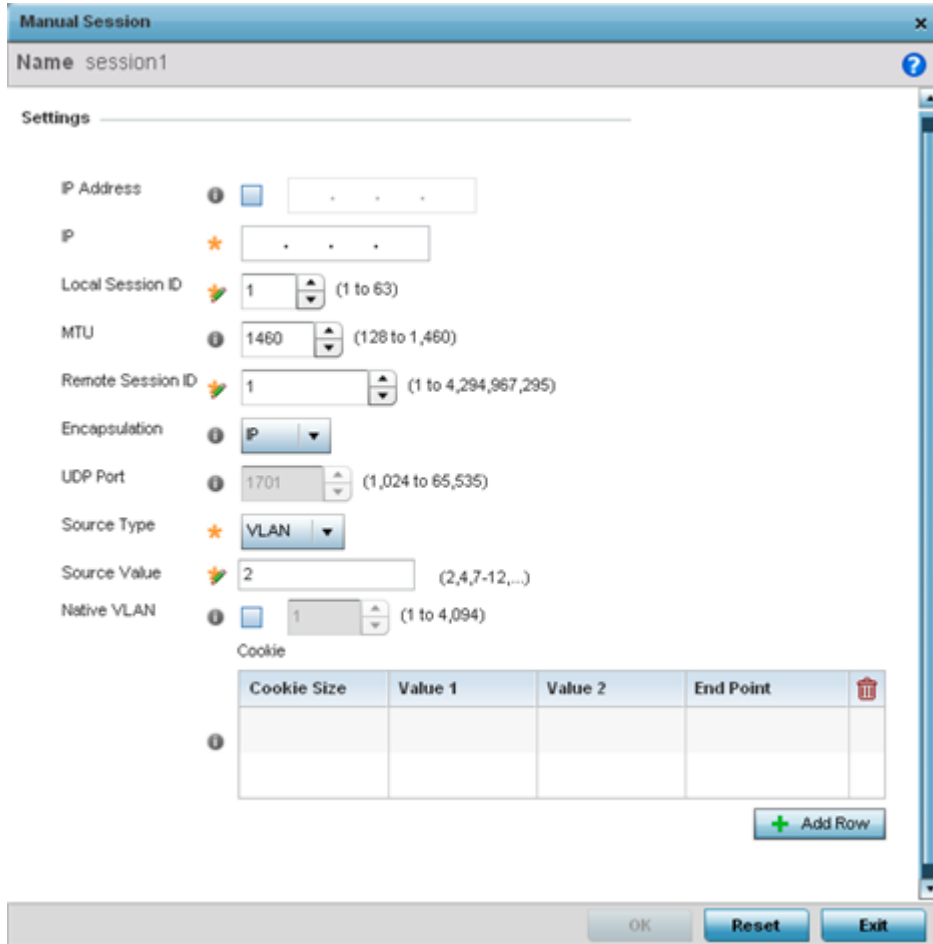 Manual Session
Name session1
Settings
IP Address . . .
IP . . .
Local Session ID 1 (1 to 63)
MTU 1460 (128 to 1,460)
Remote Session ID 1 (1 to 4,294,967,295)
Encapsulation IP
UDP Port 1701 (1,024 to 65,535)
Source Type VLAN
Source Value 2 (2,4,7-12,...)
Native VLAN 1 (1 to 4,094)
Cookie
Cookie Size Value 1 Value 2 End Point
Add Row
OK Reset Exit